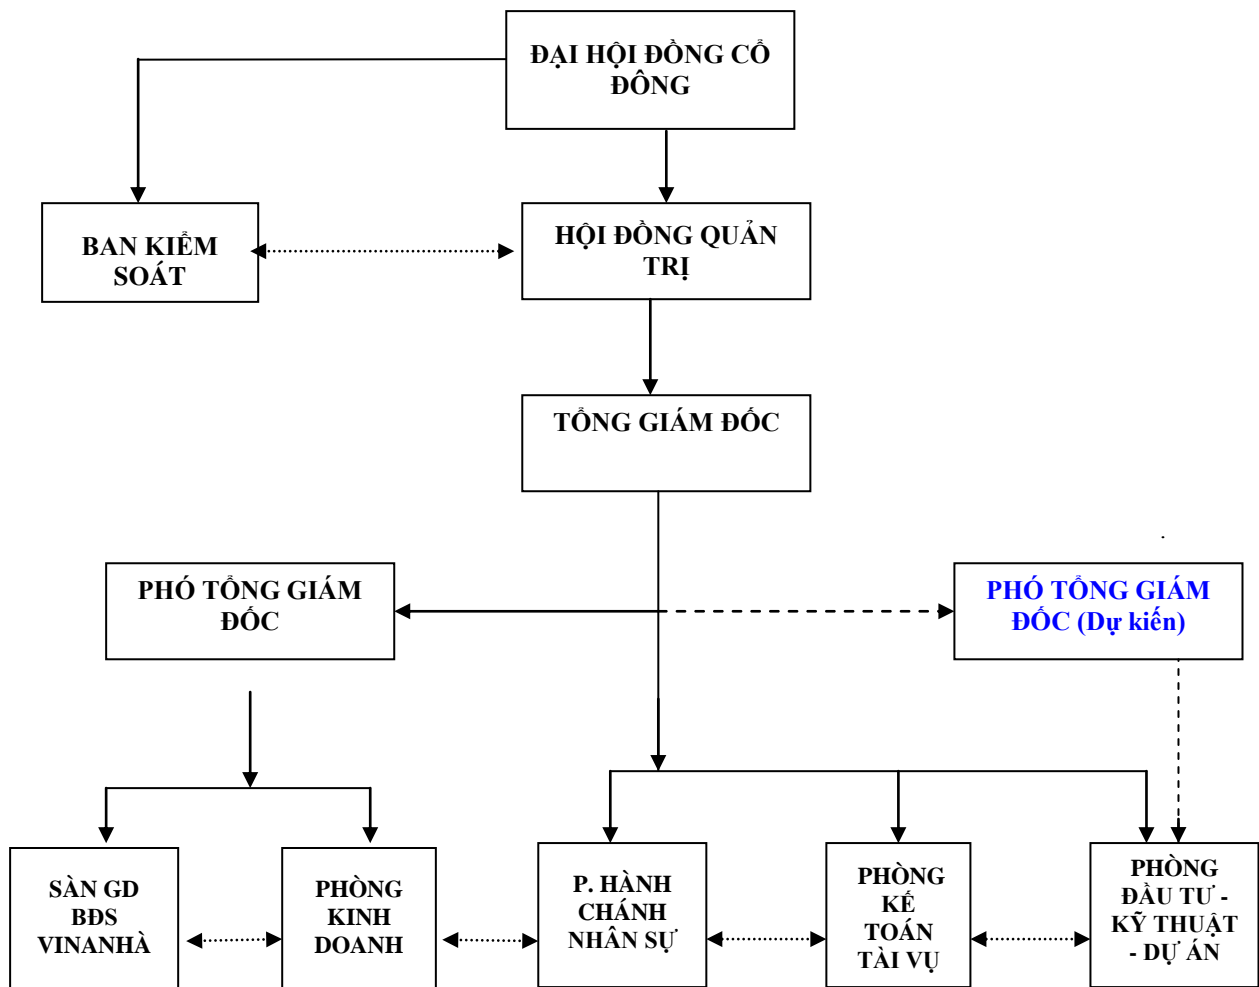 ĐẠI HỘI ĐỒNG CỔ
ĐÔNG
BAN KIỂM
SOÁT
HỘI ĐỒNG QUẢN
TRỊ
TỔNG GIÁM ĐỐC
PHÓ TỔNG GIÁM
ĐỐC
PHÓ TỔNG GIÁM
ĐỐC (Dự kiến)
SÀN GD
BĐS
VINANHÀ
PHÒNG
KINH
DOANH
P. HÀNH
CHÁNH
NHÂN SỰ
PHÒNG
KẾ
TOÁN
TÀI VỤ
PHÒNG
ĐẦU TƯ -
KỸ THUẬT
- DỰ ÁN